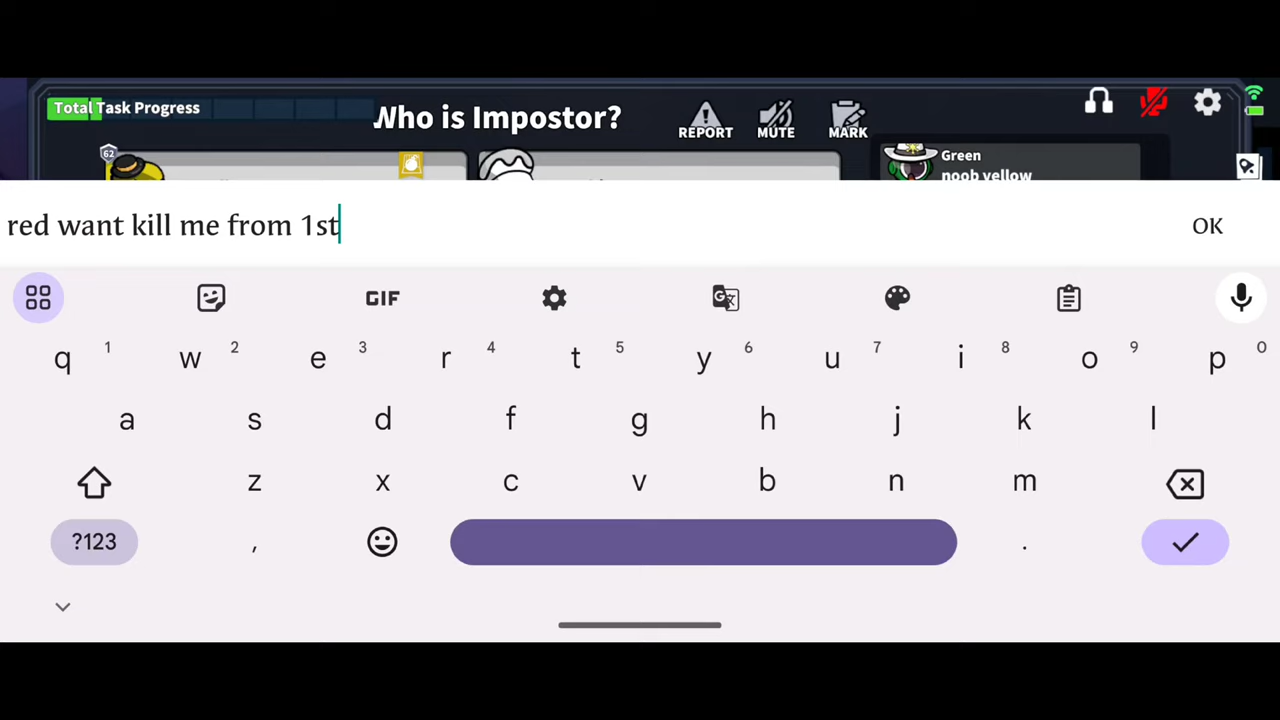 Total Task Progress
Who is Impostor?
REPORT
MUTE
MARK
62
Green
noob yellow
red want kill me from 1st
OK
GIF
q 1 w 2 e 3 r 4 t 5 y 6 u 7 i 8 o 9 p 0
a s d f g h j k l
z x c v b n m
?123 , .